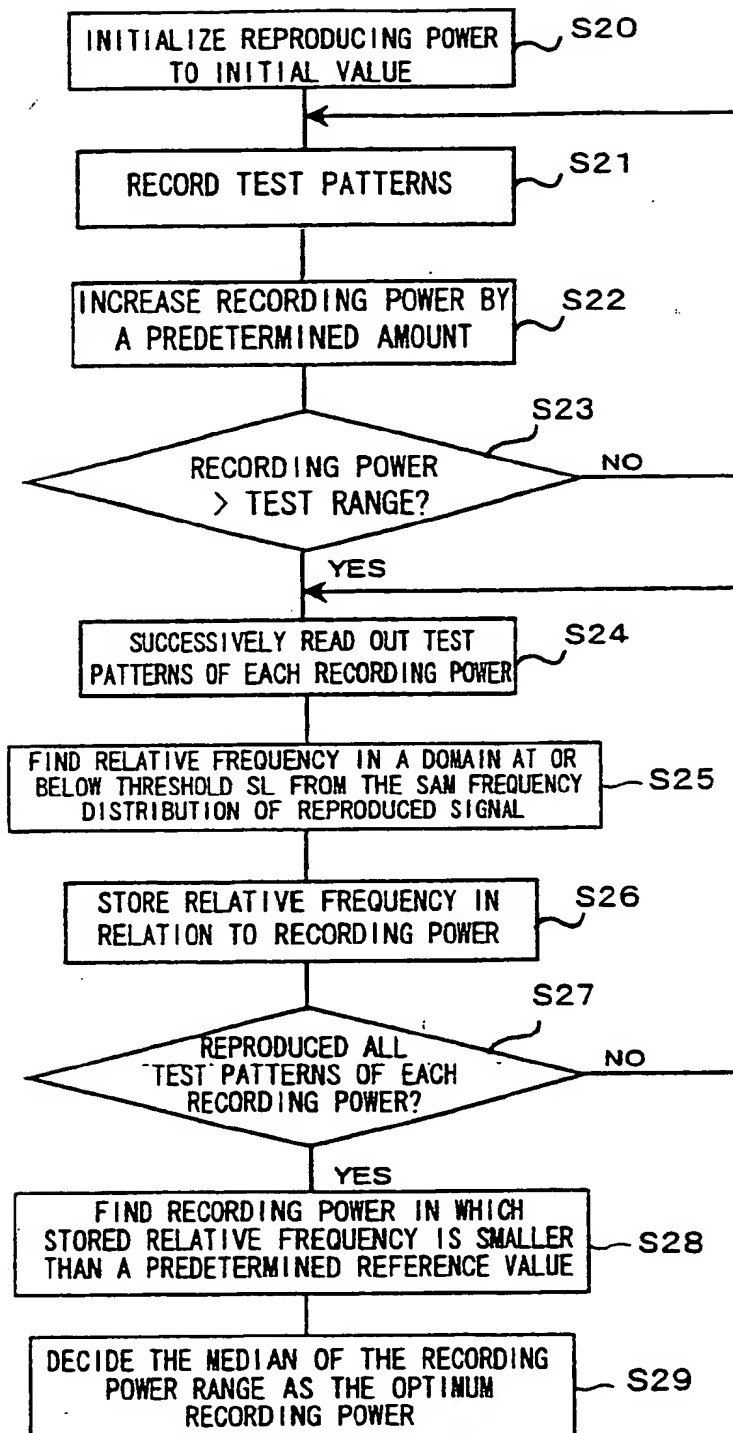 INITIALIZE REPRODUCING POWER
TO INITIAL VALUE
S20
RECORD TEST PATTERNS
S21
INCREASE RECORDING POWER BY
A PREDETERMINED AMOUNT
S22
S23
RECORDING POWER
> TEST RANGE?
NO
YES
SUCCESSIVELY READ OUT TEST
PATTERNS OF EACH RECORDING POWER
S24
FIND RELATIVE FREQUENCY IN A DOMAIN AT OR
BELOW THRESHOLD SL FROM THE SAM FREQUENCY
DISTRIBUTION OF REPRODUCED SIGNAL
S25
STORE RELATIVE FREQUENCY IN
RELATION TO RECORDING POWER
S26
S27
REPRODUCED ALL
TEST PATTERNS OF EACH
RECORDING POWER?
NO
YES
FIND RECORDING POWER IN WHICH
STORED RELATIVE FREQUENCY IS SMALLER
THAN A PREDETERMINED REFERENCE VALUE
S28
DECIDE THE MEDIAN OF THE RECORDING
POWER RANGE AS THE OPTIMUM
RECORDING POWER
S29